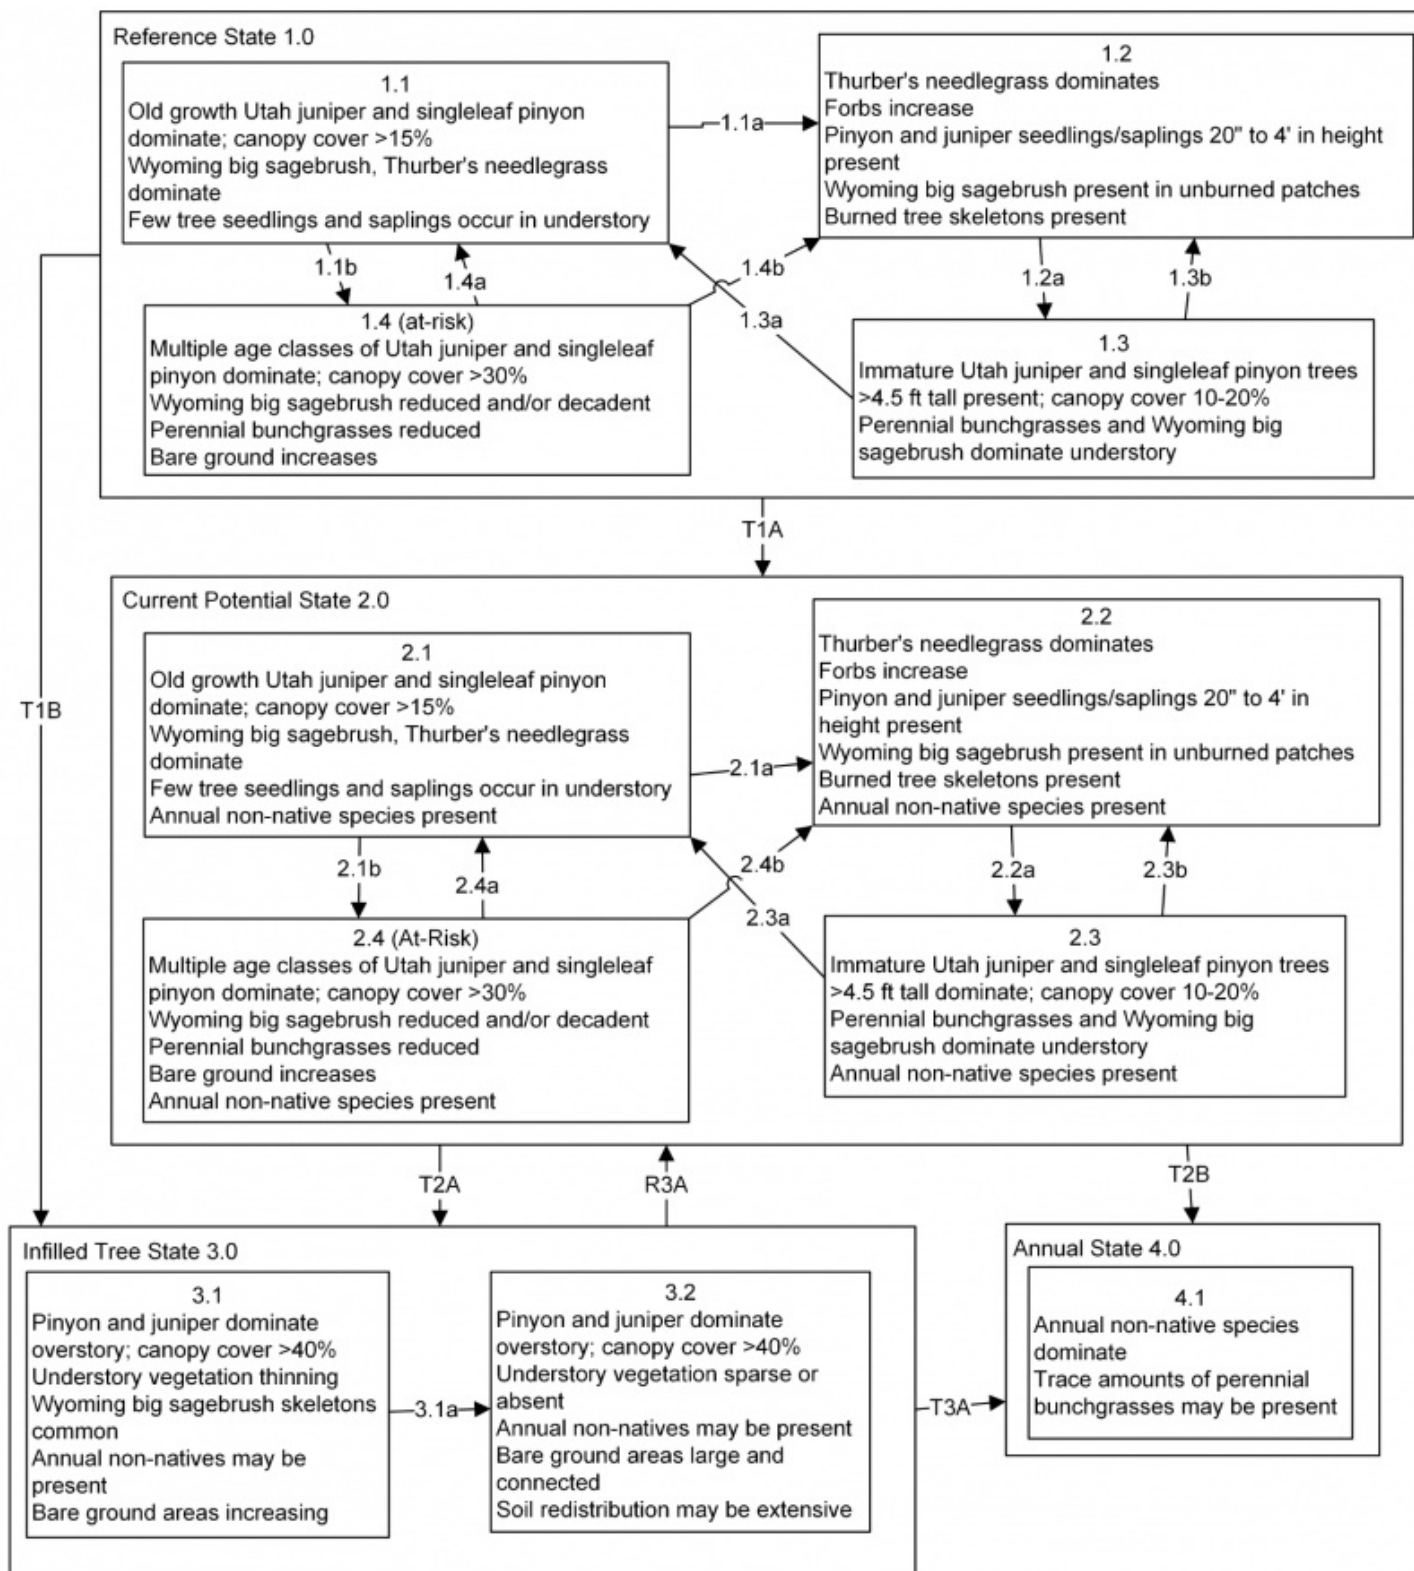 Reference State 1.0
1.1
Old growth Utah juniper and singleleaf pinyon
dominate; canopy cover >15%
Wyoming big sagebrush, Thurber's needlegrass
dominate
Few tree seedlings and saplings occur in understory
1.1a
1.2
Thurber's needlegrass dominates
Forbs increase
Pinyon and juniper seedlings/saplings 20" to 4' in height
present
Wyoming big sagebrush present in unburned patches
Burned tree skeletons present
1.1b
1.4a
1.4b
1.3a
1.2a
1.3b
1.4 (at-risk)
Multiple age classes of Utah juniper and singleleaf
pinyon dominate; canopy cover >30%
Wyoming big sagebrush reduced and/or decadent
Perennial bunchgrasses reduced
Bare ground increases
1.3
Immature Utah juniper and singleleaf pinyon trees
>4.5 ft tall present; canopy cover 10-20%
Perennial bunchgrasses and Wyoming big
sagebrush dominate understory
T1A
T1B
Current Potential State 2.0
2.1
Old growth Utah juniper and singleleaf pinyon
dominate; canopy cover >15%
Wyoming big sagebrush, Thurber's needlegrass
dominate
Few tree seedlings and saplings occur in understory
Annual non-native species present
2.1a
2.2
Thurber's needlegrass dominates
Forbs increase
Pinyon and juniper seedlings/saplings 20" to 4' in
height present
Wyoming big sagebrush present in unburned patches
Burned tree skeletons present
Annual non-native species present
2.1b
2.4a
2.4b
2.3a
2.2a
2.3b
2.4 (At-Risk)
Multiple age classes of Utah juniper and singleleaf
pinyon dominate; canopy cover >30%
Wyoming big sagebrush reduced and/or decadent
Perennial bunchgrasses reduced
Bare ground increases
Annual non-native species present
2.3
Immature Utah juniper and singleleaf pinyon trees
>4.5 ft tall dominate; canopy cover 10-20%
Perennial bunchgrasses and Wyoming big
sagebrush dominate understory
Annual non-native species present
T2A
R3A
T2B
Infilled Tree State 3.0
3.1
Pinyon and juniper dominate
overstory; canopy cover >40%
Understory vegetation thinning
Wyoming big sagebrush skeletons
common
Annual non-natives may be
present
Bare ground areas increasing
3.1a
3.2
Pinyon and juniper dominate
overstory; canopy cover >40%
Understory vegetation sparse or
absent
Annual non-natives may be present
Bare ground areas large and
connected
Soil redistribution may be extensive
T3A
Annual State 4.0
4.1
Annual non-native species
dominate
Trace amounts of perennial
bunchgrasses may be present